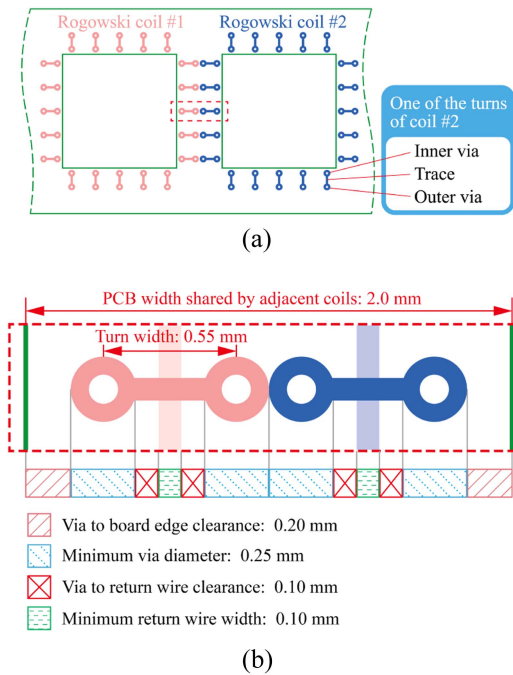 Rogowski coil #1
Rogowski coil #2
One of the turns
of coil #2
Inner via
Trace
Outer via
(a)
PCB width shared by adjacent coils: 2.0 mm
Turn width: 0.55 mm
Via to board edge clearance: 0.20 mm
Minimum via diameter: 0.25 mm
Via to return wire clearance: 0.10 mm
Minimum return wire width: 0.10 mm
(b)